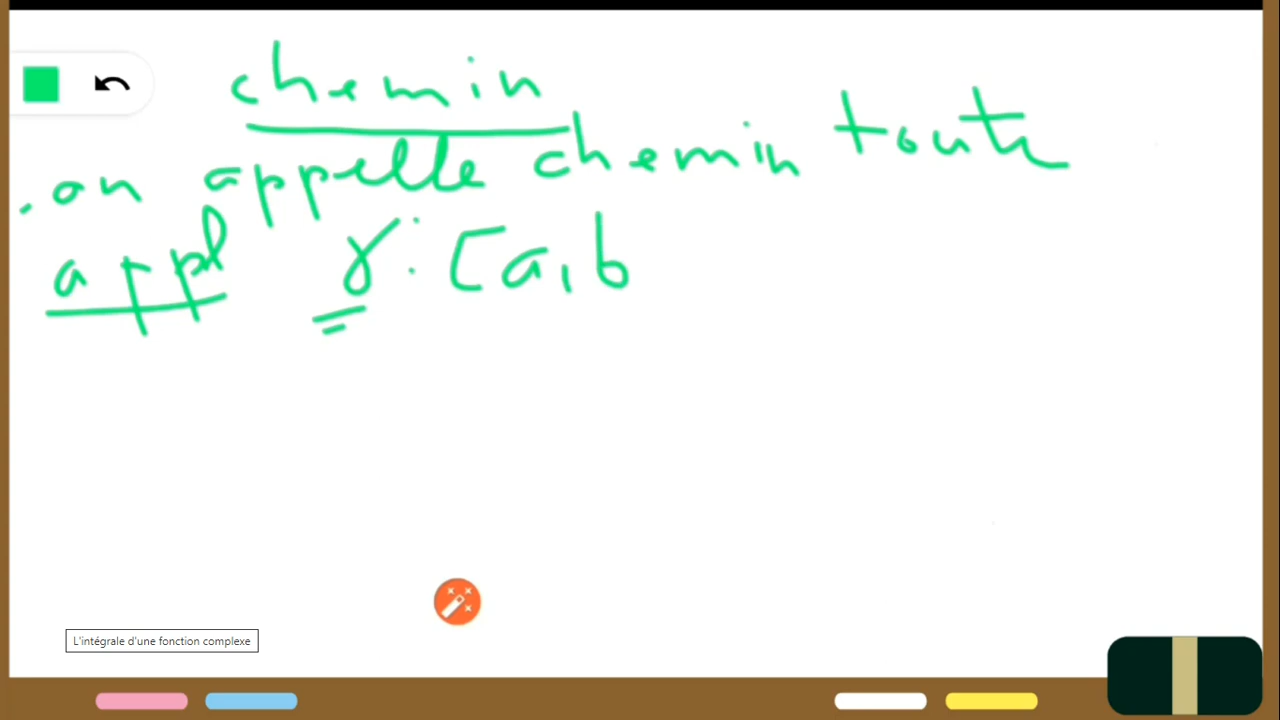 chemin
. on appelle chemin toute
appl γ : [a, b
L'intégrale d'une fonction complexe